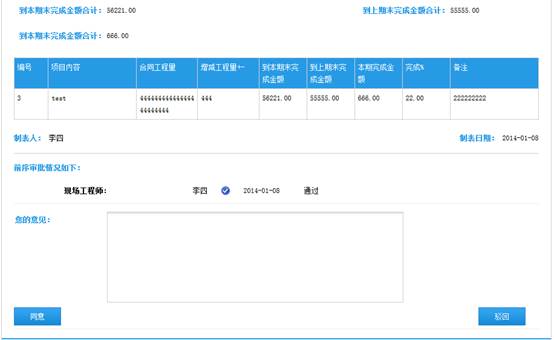 到本期末完成金额合计: 56221.00 到上期末完成金额合计: 55555.00
到本期末完成金额合计: 666.00
编号 项目内容 合同工程量 增减工程量← 到本期末完成金额 到上期末完成金额 本期完成金额 完成% 备注
3 test 444444444444444
44444444 444 56221.00 55555.00 666.00 22.00 222222222
制表人: 李四 制表日期: 2014-01-08
前序审批情况如下:
现场工程师: 李四 2014-01-08 通过
您的意见:
同意 驳回